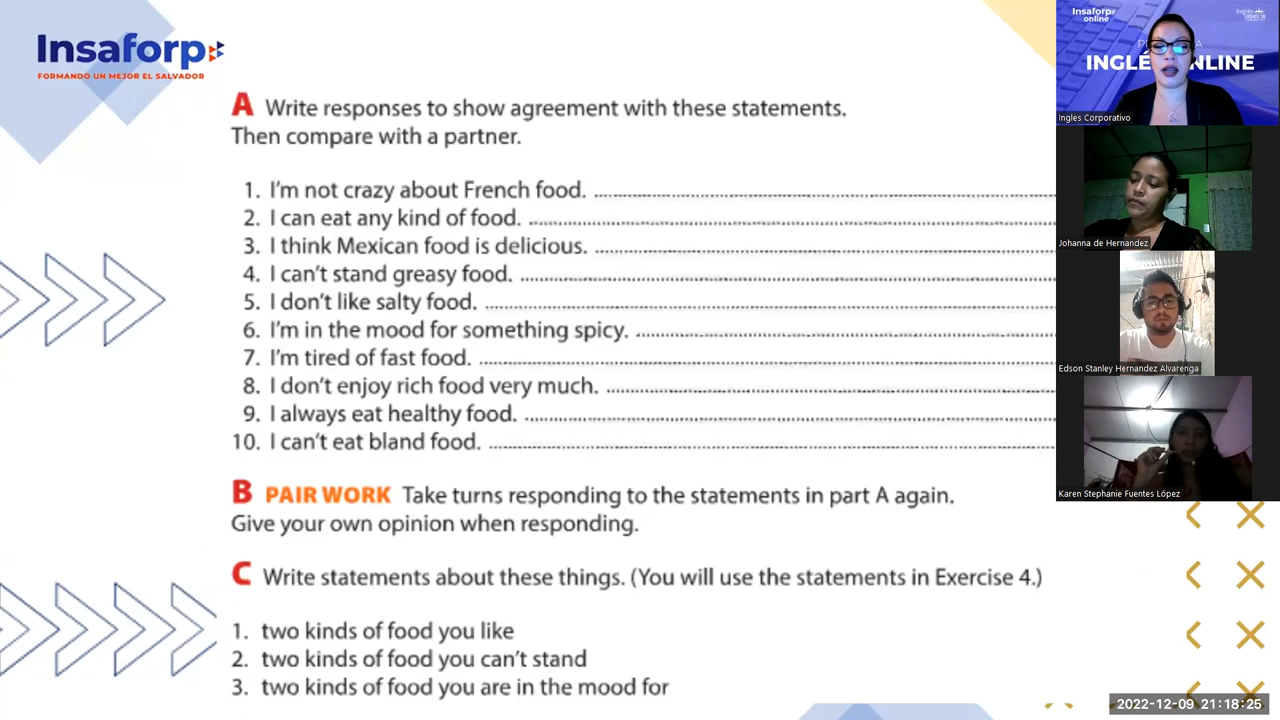 Insaforp
FORMANDO UN MEJOR EL SALVADOR
A Write responses to show agreement with these statements.
Then compare with a partner.
1. I'm not crazy about French food.
2. I can eat any kind of food.
3. I think Mexican food is delicious.
4. I can't stand greasy food.
5. I don't like salty food.
6. I'm in the mood for something spicy.
7. I'm tired of fast food.
8. I don't enjoy rich food very much.
9. I always eat healthy food.
10. I can't eat bland food.
B PAIR WORK Take turns responding to the statements in part A again.
Give your own opinion when responding.
C Write statements about these things. (You will use the statements in Exercise 4.)
1. two kinds of food you like
2. two kinds of food you can't stand
3. two kinds of food you are in the mood for
Insaforp
online
Ingles Corporativo
Johanna de Hernandez
Edson Stanley Hernandez Alvarenga
Karen Stephanie Fuentes López
2022-12-09 21:18:25